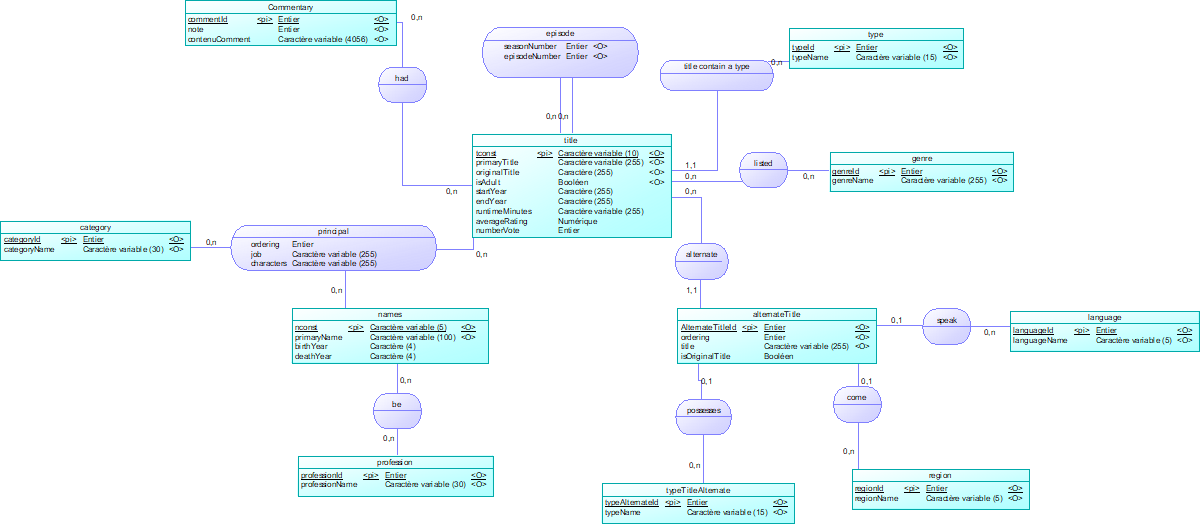 Commentary
commentId <pi> Entier <O>
note Entier <O>
contenuComment Caractère variable (4056) <O>
0,n
had
0,n
episode
seasonNumber Entier <O>
episodeNumber Entier <O>
0,n 0,n
title contain a type
0,n
1,1
type
typeId <pi> Entier <O>
typeName Caractère variable (15) <O>
title
tconst <pi> Caractère variable (10) <O>
primaryTitle Caractère variable (255) <O>
originalTitle Caractère (255) <O>
isAdult Booléen <O>
startYear Caractère (255)
endYear Caractère (255)
runtimeMinutes Caractère variable (255)
averageRating Numérique
numberVote Entier
0,n
listed
0,n
genre
genreId <pi> Entier <O>
genreName Caractère variable (255) <O>
0,n
alternate
1,1
category
categoryId <pi> Entier <O>
categoryName Caractère variable (30) <O>
0,n
principal
ordering Entier
job Caractère variable (255)
characters Caractère variable (255)
0,n
0,n
names
nconst <pi> Caractère variable (5) <O>
primaryName Caractère variable (100) <O>
birthYear Caractère (4)
deathYear Caractère (4)
0,n
be
0,n
profession
professionId <pi> Entier <O>
professionName Caractère variable (30) <O>
alternateTitle
AlternateTitleId <pi> Entier <O>
ordering Entier <O>
title Caractère variable (255) <O>
isOriginalTitle Booléen
0,1
speak
0,n
language
languageId <pi> Entier <O>
languageName Caractère variable (5) <O>
0,1
possesses
0,n
typeTitleAlternate
typeAlternateId <pi> Entier <O>
typeName Caractère variable (15) <O>
0,1
come
0,n
region
regionId <pi> Entier <O>
regionName Caractère variable (5) <O>